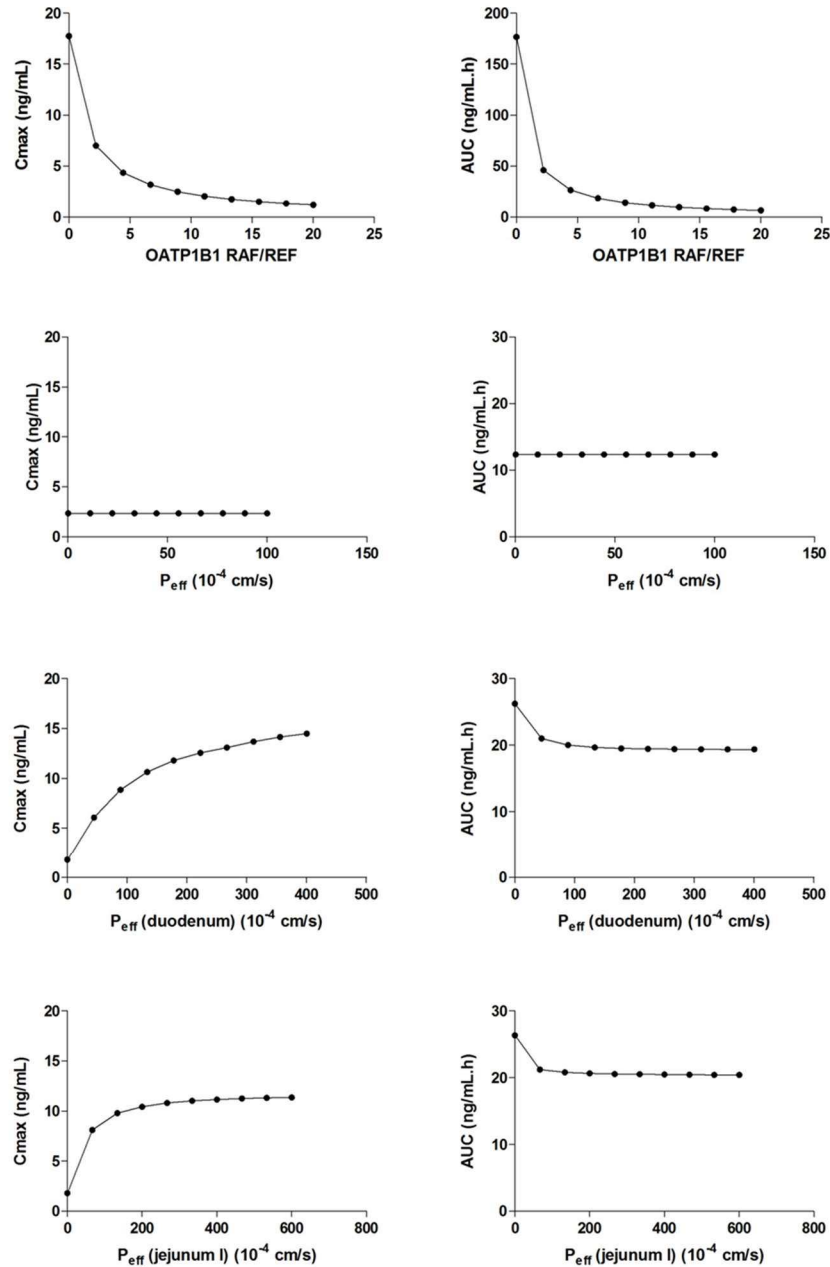 20
15
10
5
0
Cmax (ng/mL)
0 5 10 15 20 25
OATP1B1 RAF/REF
200
150
100
50
0
AUC (ng/mL.h)
0 5 10 15 20 25
OATP1B1 RAF/REF
20
15
10
5
0
Cmax (ng/mL)
0 50 100 150
Peff (10-4 cm/s)
30
20
10
0
AUC (ng/mL.h)
0 50 100 150
Peff (10-4 cm/s)
20
15
10
5
0
Cmax (ng/mL)
0 100 200 300 400 500
Peff (duodenum) (10-4 cm/s)
30
20
10
0
AUC (ng/mL.h)
0 100 200 300 400 500
Peff (duodenum) (10-4 cm/s)
20
15
10
5
0
Cmax (ng/mL)
0 200 400 600 800
Peff (jejunum I) (10-4 cm/s)
30
20
10
0
AUC (ng/mL.h)
0 200 400 600 800
Peff (jejunum I) (10-4 cm/s)